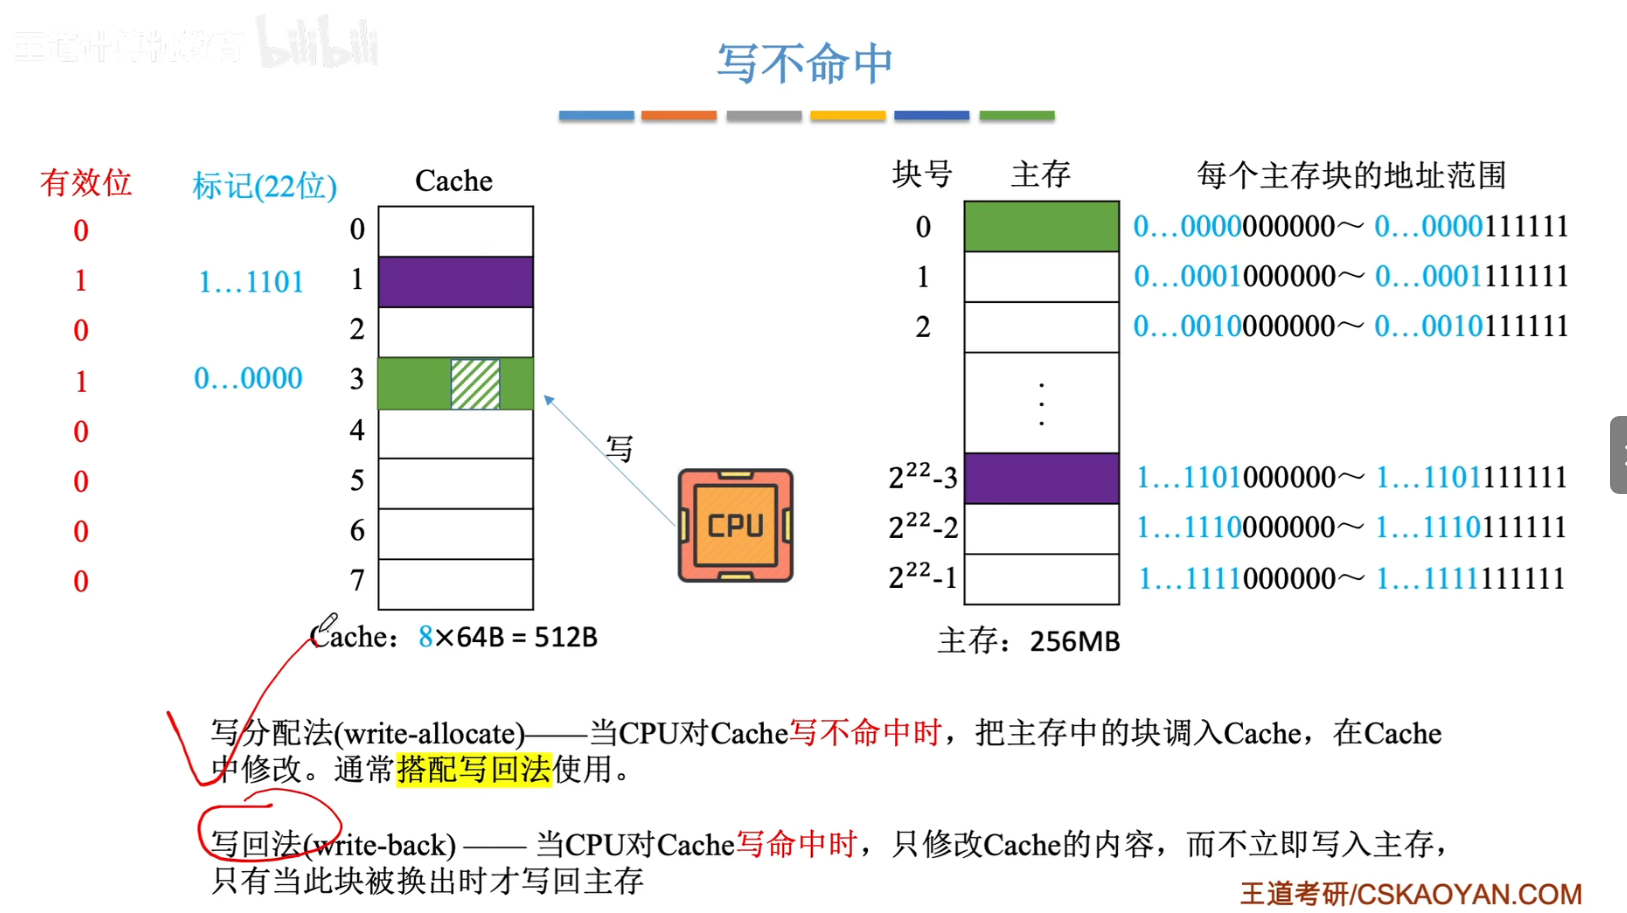 王道计算机教育 bilibili
写不命中
有效位 标记(22位) Cache
0 0
1 1…1101 1
0 2
1 0…0000 3
0 4
0 5
0 6
0 7
Cache：8×64B = 512B
写
CPU
块号 主存 每个主存块的地址范围
0 0…0000000000～ 0…0000111111
1 0…0001000000～ 0…0001111111
2 0…0010000000～ 0…0010111111
2²²-3 1…1101000000～ 1…1101111111
2²²-2 1…1110000000～ 1…1110111111
2²²-1 1…1111000000～ 1…1111111111
主存：256MB
写分配法(write-allocate)——当CPU对Cache写不命中时，把主存中的块调入Cache，在Cache
中修改。通常搭配写回法使用。
写回法(write-back) —— 当CPU对Cache写命中时，只修改Cache的内容，而不立即写入主存，
只有当此块被换出时才写回主存
王道考研/CSKAOYAN.COM